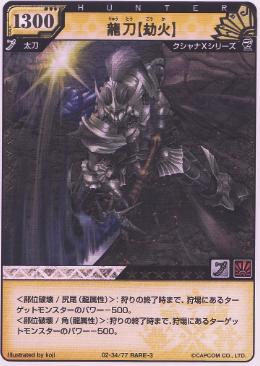 HUNTER
1300
りゅう とう ごう か
龍刀【劫火】
太刀
クシャナXシリーズ
<部位破壊 / 尻尾（龍属性）>：狩りの終了時まで、狩場にあるターゲットモンスターのパワー－500。
<部位破壊 / 角（龍属性）>：狩りの終了時まで、狩場にあるターゲットモンスターのパワー－500。
Illustrated by koji
02-34/77 RARE-3
©CAPCOM CO., LTD.